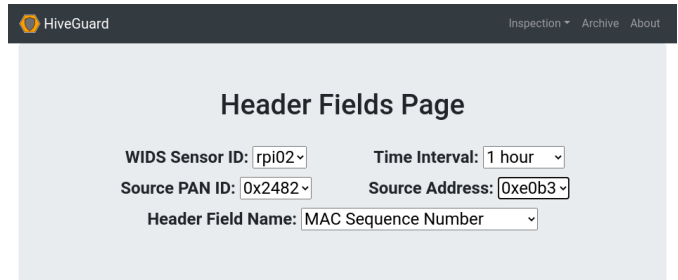 HiveGuard Inspection Archive About
Header Fields Page
WIDS Sensor ID: rpi02 Time Interval: 1 hour
Source PAN ID: 0x2482 Source Address: 0xe0b3
Header Field Name: MAC Sequence Number